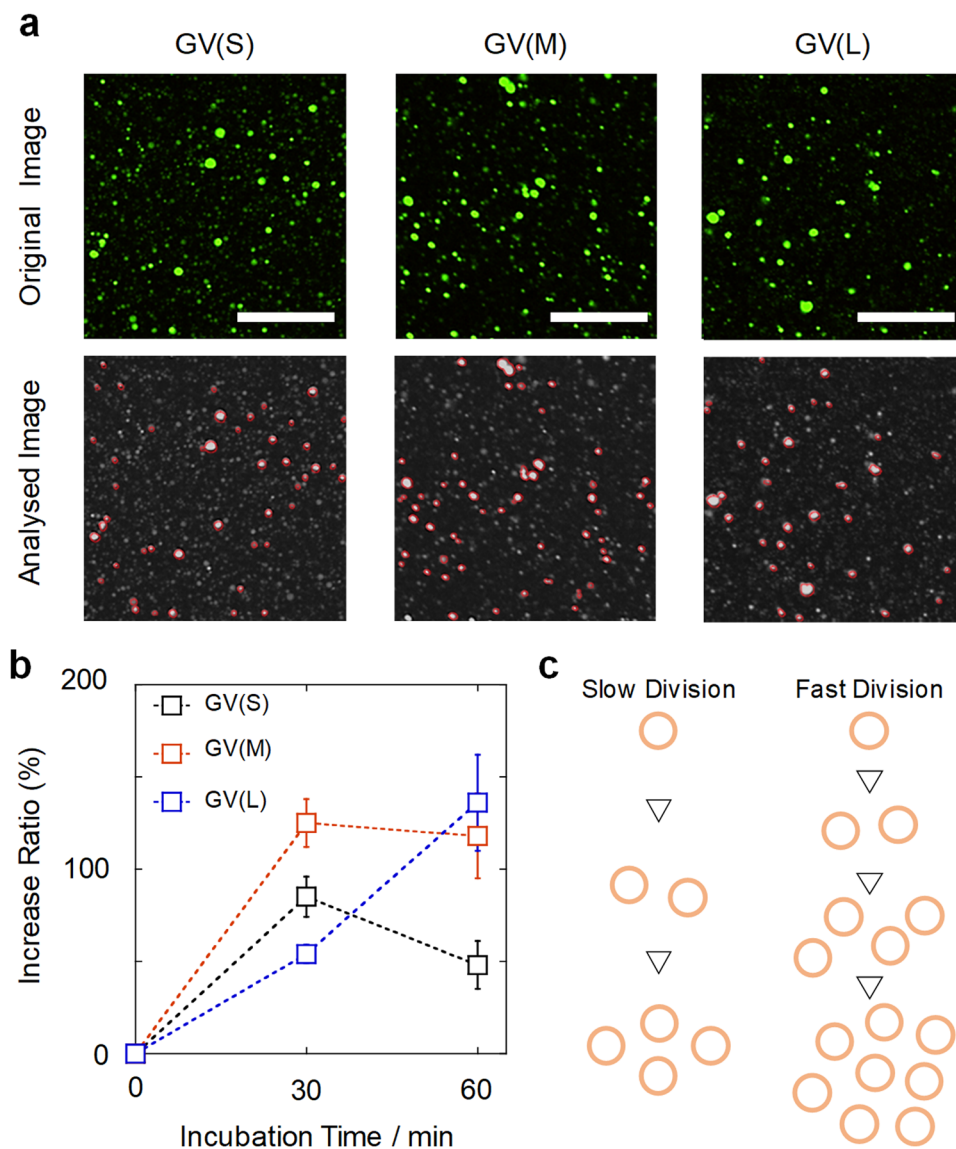 a
GV(S) GV(M) GV(L)
Original Image
Analysed Image
b
200
100
0
Increase Ratio (%)
GV(S)
GV(M)
GV(L)
0 30 60
Incubation Time / min
c
Slow Division Fast Division